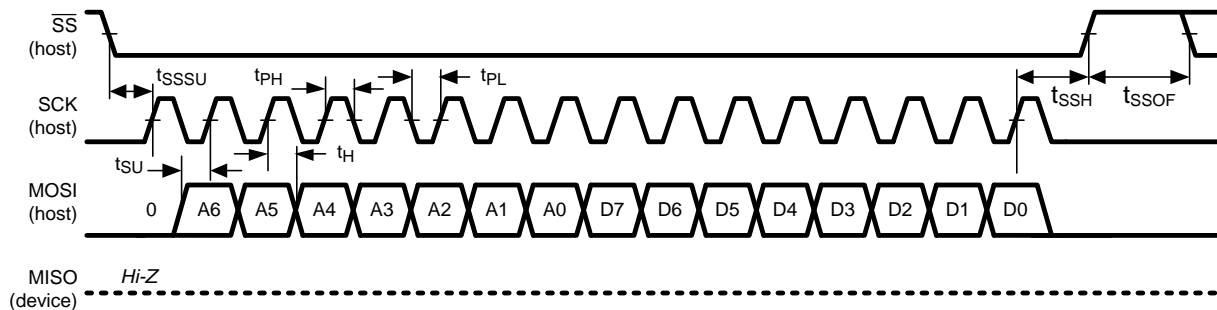 SS
(host)
tSSSU
tPH
tPL
tSSH
tSSOF
SCK
(host)
tSU
tH
MOSI
(host)
0 A6 A5 A4 A3 A2 A1 A0 D7 D6 D5 D4 D3 D2 D1 D0
MISO
(device)
Hi-Z